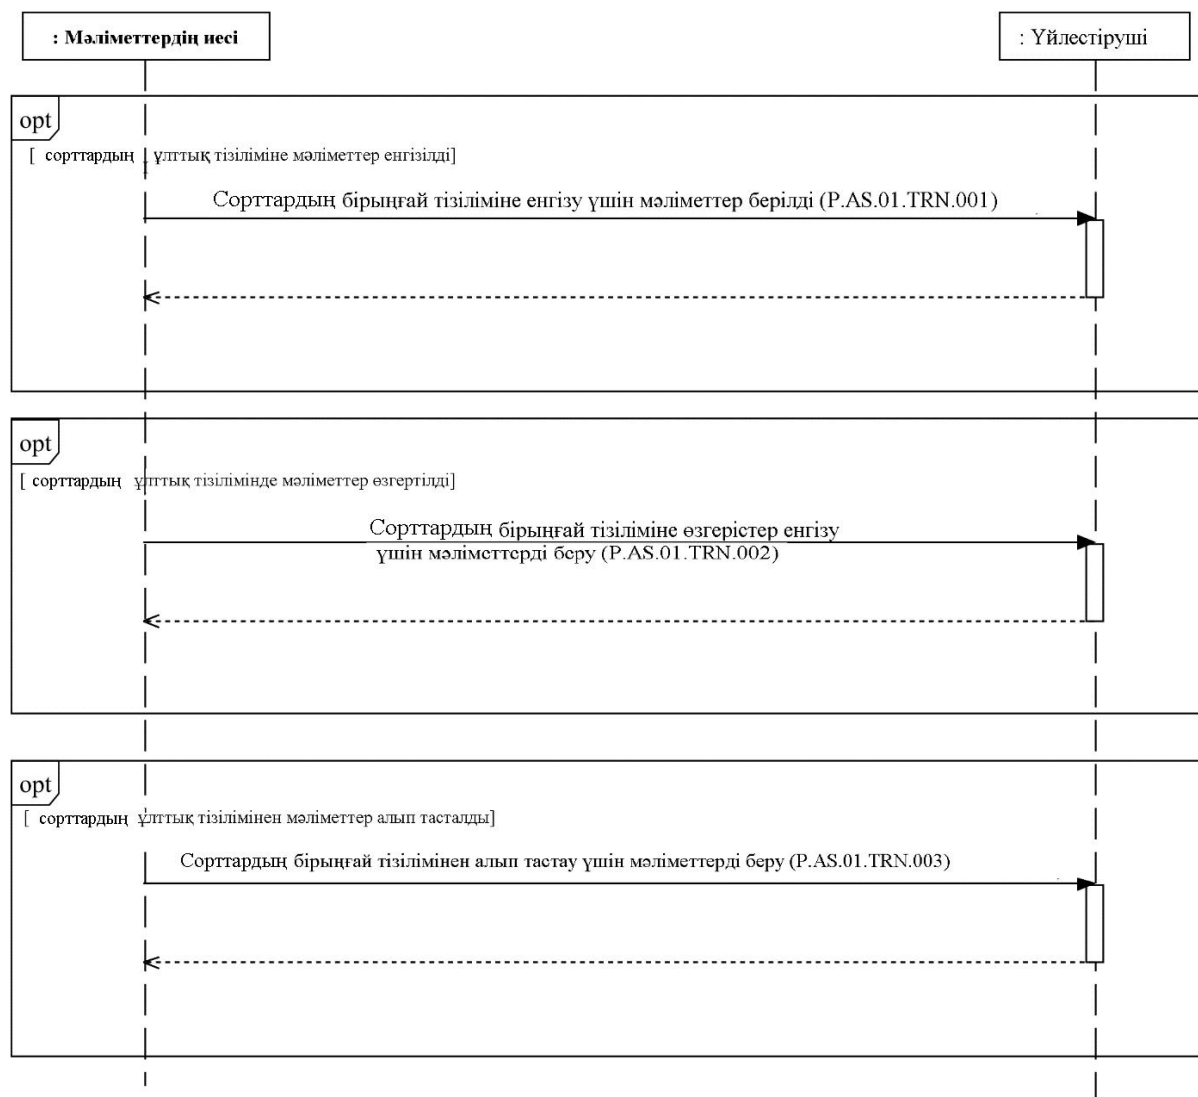 : Мәліметтердің иесі
: Үйлестіруші
opt
[ сорттардың ұлттық тізіліміне мәліметтер енгізілді]
Сорттардың бірыңғай тізіліміне енгізу үшін мәліметтер берілді (P.AS.01.TRN.001)
opt
[ сорттардың ұлттық тізілімінде мәліметтер өзгертілді]
Сорттардың бірыңғай тізіліміне өзгерістер енгізу
үшін мәліметтерді беру (P.AS.01.TRN.002)
opt
[ сорттардың ұлттық тізілімінен мәліметтер алып тасталды]
Сорттардың бірыңғай тізілімінен алып тастау үшін мәліметтерді беру (P.AS.01.TRN.003)